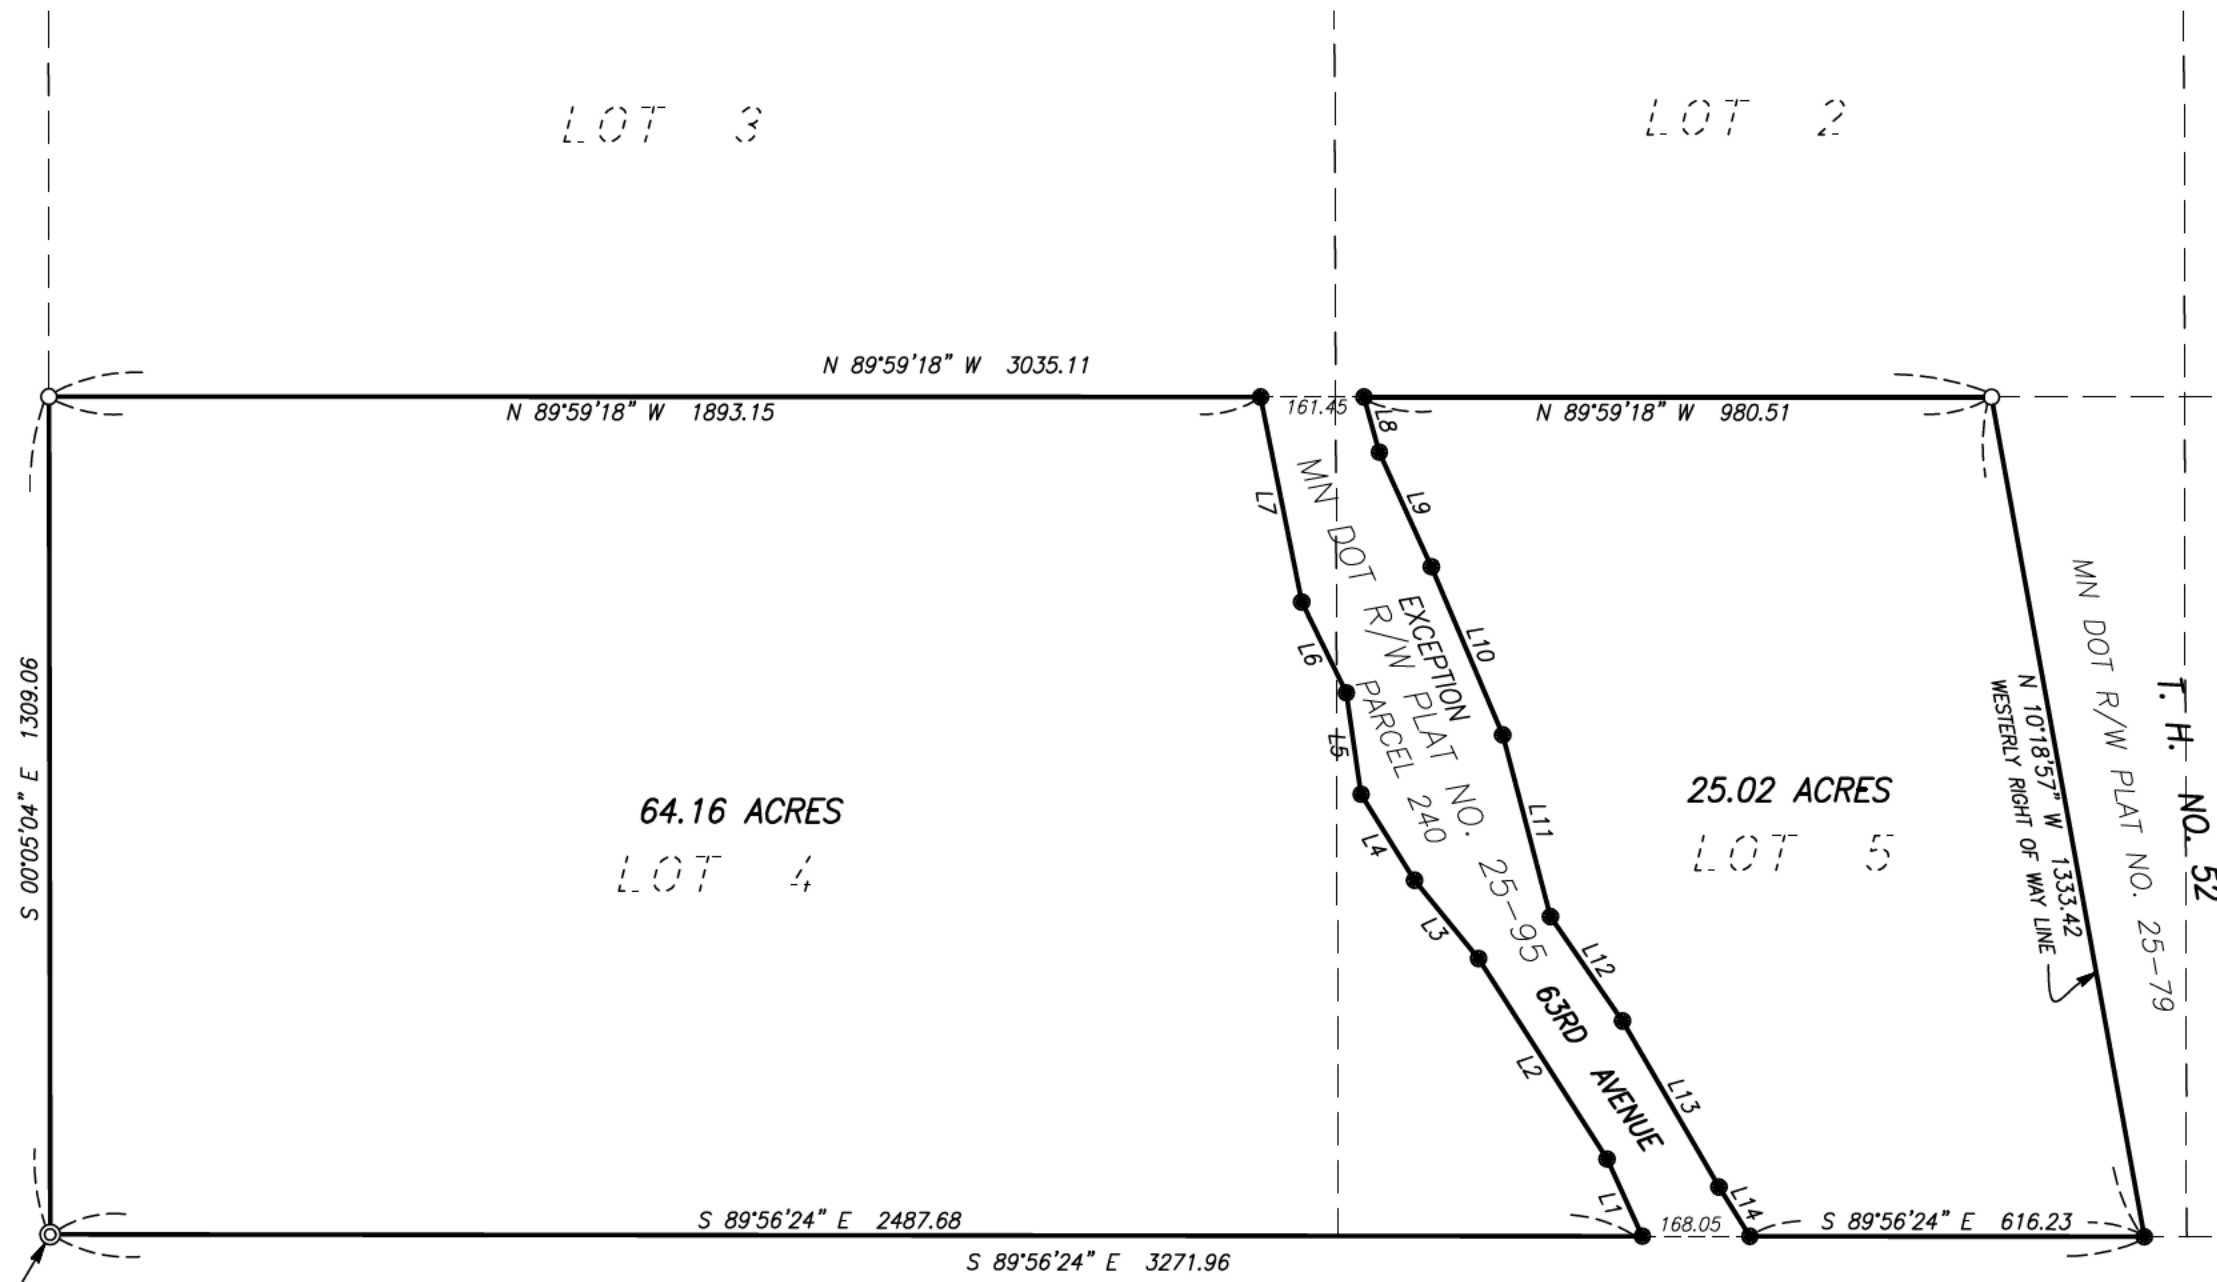 LOT 3
LOT 2
N 89°59'18" W 3035.11
N 89°59'18" W 1893.15
161.45
N 89°59'18" W 980.51
L8
L7
L9
L6
L10
L5
L11
L4
L3
L12
L2
L13
L1
L14
MN DOT R/W PLAT NO. 25-95
EXCEPTION
PARCEL 240
63RD AVENUE
S 00°05'04" E 1309.06
64.16 ACRES
LOT 4
25.02 ACRES
LOT 5
N 10°18'57" W 1333.42
WESTERLY RIGHT OF WAY LINE
MN DOT R/W PLAT NO. 25-79
T. H. NO. 52
S 89°56'24" E 2487.68
168.05
S 89°56'24" E 616.23
S 89°56'24" E 3271.96